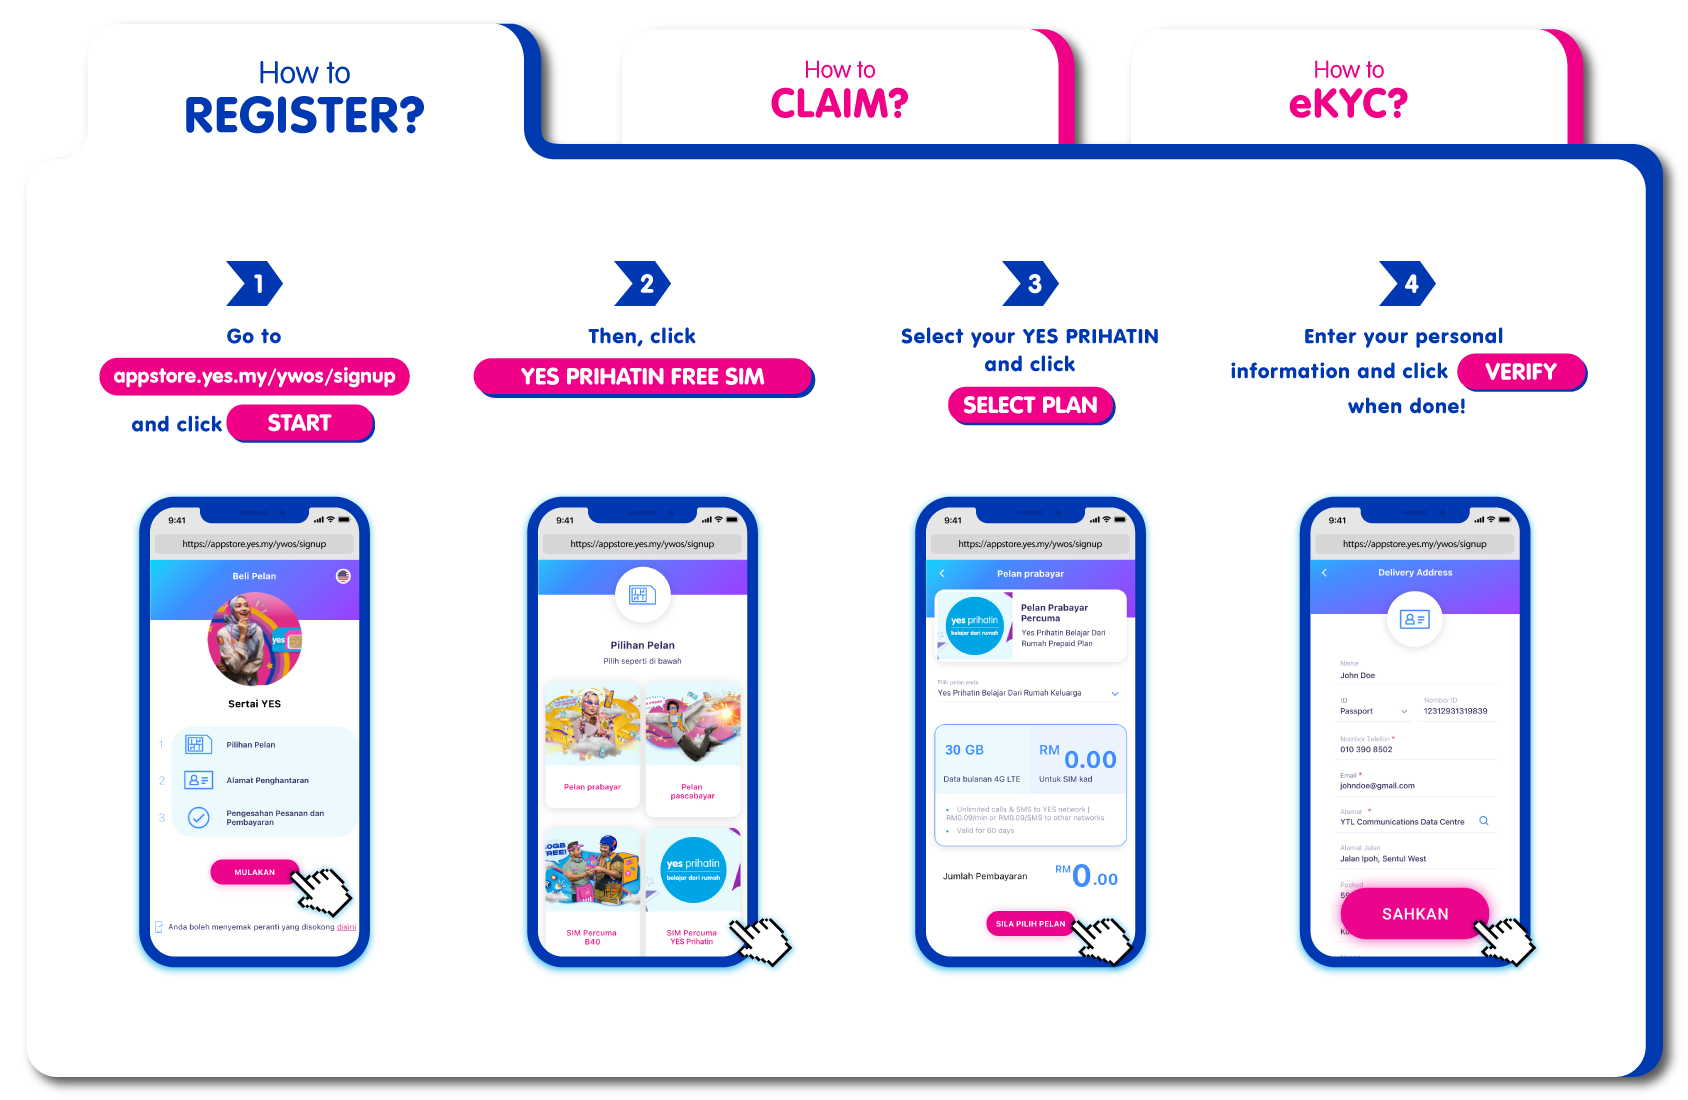 How to
REGISTER?
How to
CLAIM?
How to
eKYC?
1
Go to
appstore.yes.my/ywos/signup
and click START
2
Then, click
YES PRIHATIN FREE SIM
3
Select your YES PRIHATIN
and click
SELECT PLAN
4
Enter your personal
information and click VERIFY
when done!
9:41
https://appstore.yes.my/ywos/signup
Beli Pelan
yes
Sertai YES
1 Pilihan Pelan
2 Alamat Penghantaran
3 Pengesahan Pesanan dan
Pembayaran
MULAKAN
Anda boleh menyemak peranti yang disokong disini
9:41
https://appstore.yes.my/ywos/signup
Pilihan Pelan
Pilih seperti di bawah
Pelan prabayar
Pelan
pascabayar
yes prihatin
belajar dari rumah
SIM Percuma
B40
SIM Percuma
YES Prihatin
9:41
https://appstore.yes.my/ywos/signup
Pelan prabayar
yes prihatin
belajar dari rumah
Pelan Prabayar
Percuma
Yes Prihatin Belajar Dari
Rumah Prepaid Plan
Pilih pelan anda
Yes Prihatin Belajar Dari Rumah Keluarga
30 GB
Data bulanan 4G LTE
RM 0.00
Untuk SIM kad
• Unlimited calls & SMS to YES network |
RM0.09/min or RM0.09/SMS to other networks
• Valid for 60 days
Jumlah Pembayaran RM 0.00
SILA PILIH PELAN
9:41
https://appstore.yes.my/ywos/signup
Delivery Address
Nama
John Doe
ID
Passport
Nombor ID
12312931319839
Nombor Telefon *
010 390 8502
Email *
johndoe@gmail.com
Alamat *
YTL Communications Data Centre
Alamat Jalan
Jalan Ipoh, Sentul West
SAHKAN